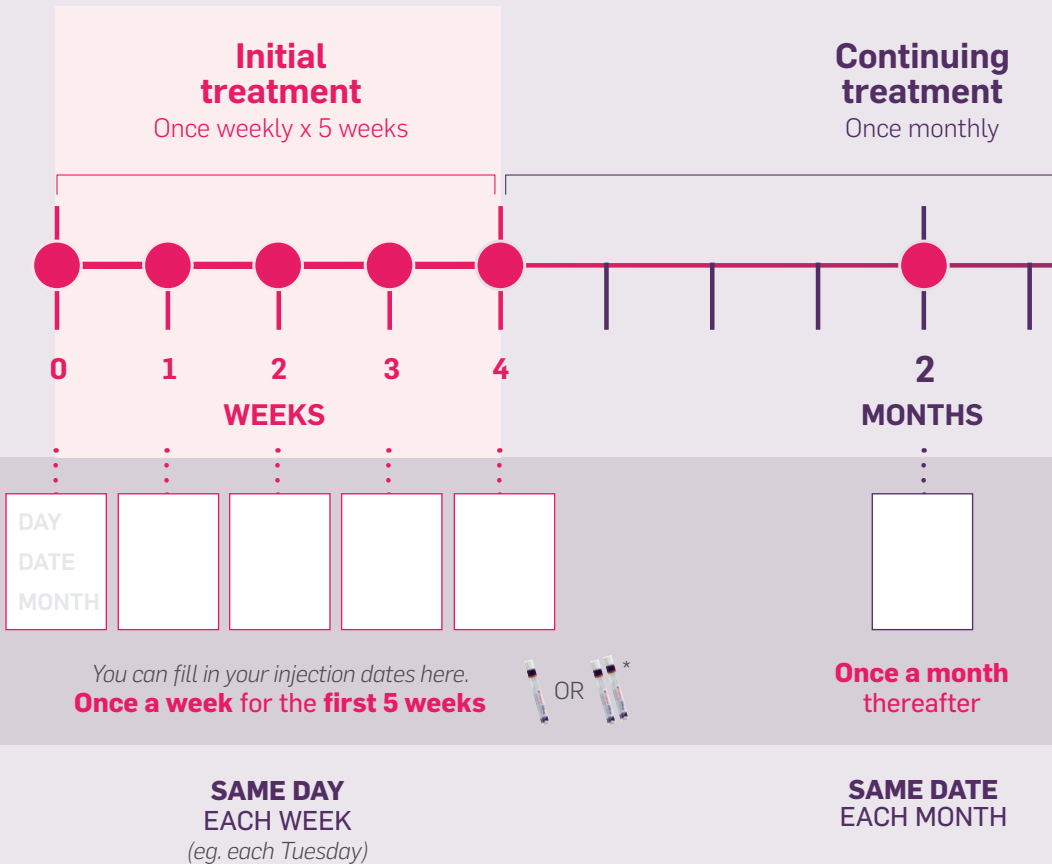 Initial
treatment
Once weekly x 5 weeks
Continuing
treatment
Once monthly
0 1 2 3 4
WEEKS
2
MONTHS
DAY
DATE
MONTH
You can fill in your injection dates here.
Once a week for the first 5 weeks
OR
*
Once a month
thereafter
SAME DAY
EACH WEEK
(eg. each Tuesday)
SAME DATE
EACH MONTH